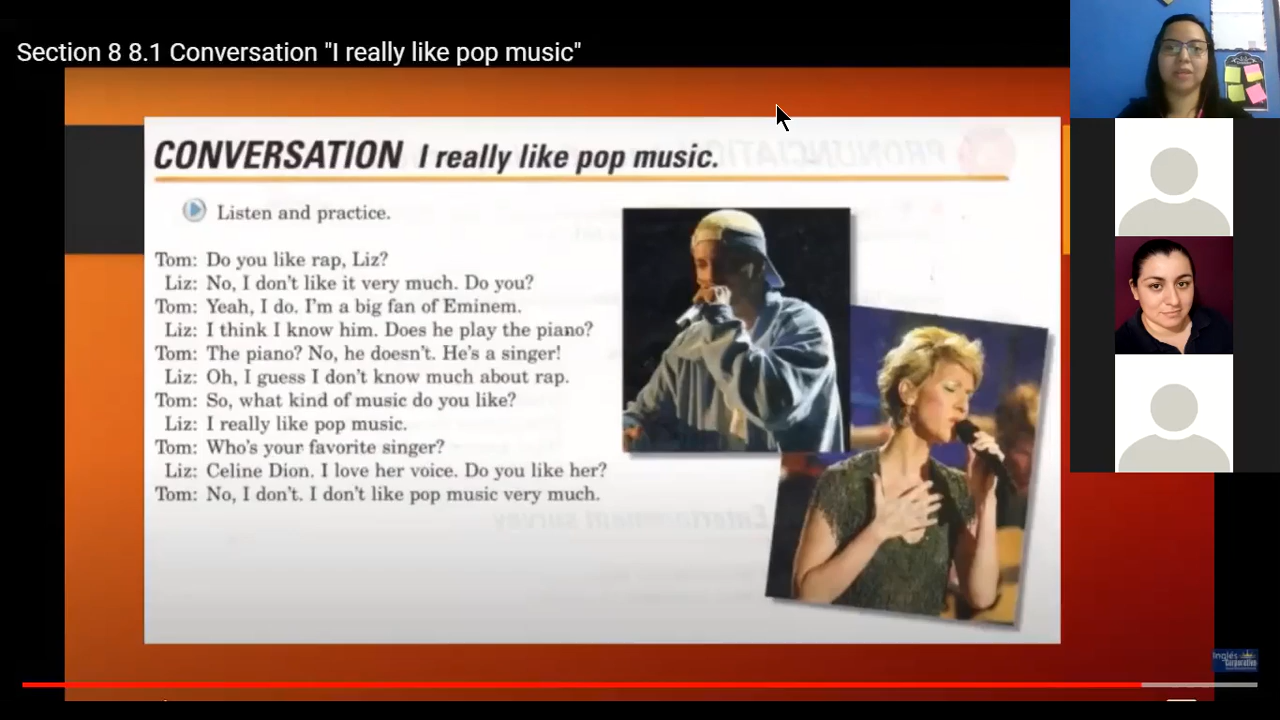 Section 8 8.1 Conversation "I really like pop music"
CONVERSATION I really like pop music.
Listen and practice.
Tom: Do you like rap, Liz?
Liz: No, I don't like it very much. Do you?
Tom: Yeah, I do. I'm a big fan of Eminem.
Liz: I think I know him. Does he play the piano?
Tom: The piano? No, he doesn't. He's a singer!
Liz: Oh, I guess I don't know much about rap.
Tom: So, what kind of music do you like?
Liz: I really like pop music.
Tom: Who's your favorite singer?
Liz: Celine Dion. I love her voice. Do you like her?
Tom: No, I don't. I don't like pop music very much.
PRONUNCIATION
Entertainment survey
Inglés
Corporativo